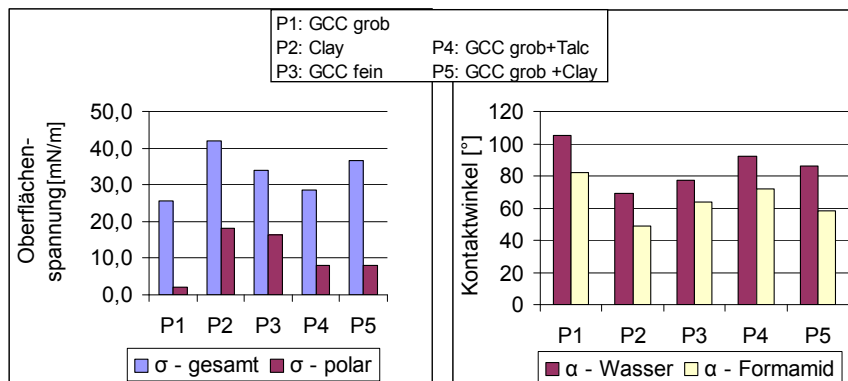 P1: GCC grob
P2: Clay P4: GCC grob+Talc
P3: GCC fein P5: GCC grob +Clay
Oberflächen-
spannung[mN/m]
50,0
40,0
30,0
20,0
10,0
0,0
P1 P2 P3 P4 P5
σ - gesamt σ - polar
Kontaktwinkel [°]
120
100
80
60
40
20
0
P1 P2 P3 P4 P5
α - Wasser α - Formamid